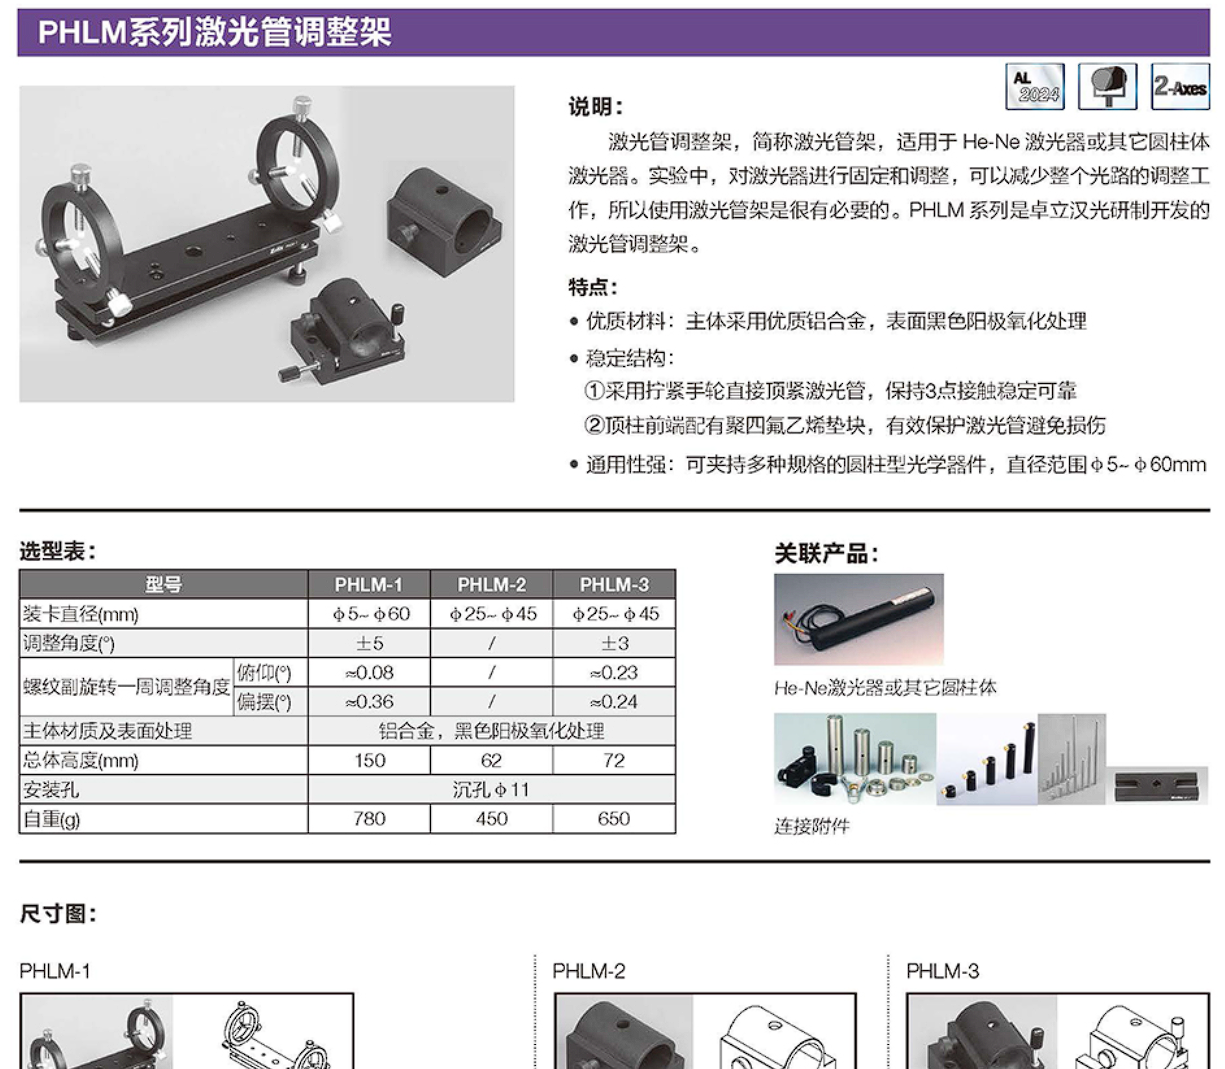 PHLM系列激光管调整架
AL
2024
2-Axes
说明：
激光管调整架，简称激光管架，适用于 He-Ne 激光器或其它圆柱体
激光器。实验中，对激光器进行固定和调整，可以减少整个光路的调整工
作，所以使用激光管架是很有必要的。PHLM 系列是卓立汉光研制开发的
激光管调整架。
特点：
● 优质材料：主体采用优质铝合金，表面黑色阳极氧化处理
● 稳定结构：
①采用拧紧手轮直接顶紧激光管，保持3点接触稳定可靠
②顶柱前端配有聚四氟乙烯垫块，有效保护激光管避免损伤
● 通用性强：可夹持多种规格的圆柱型光学器件，直径范围φ5~φ60mm
选型表：
型号 PHLM-1 PHLM-2 PHLM-3
装卡直径(mm) φ5~φ60 φ25~φ45 φ25~φ45
调整角度(°) ±5 / ±3
螺纹副旋转一周调整角度 俯仰(°) ≈0.08 / ≈0.23
偏摆(°) ≈0.36 / ≈0.24
主体材质及表面处理 铝合金，黑色阳极氧化处理
总体高度(mm) 150 62 72
安装孔 沉孔φ11
自重(g) 780 450 650
关联产品：
He-Ne激光器或其它圆柱体
连接附件
尺寸图：
PHLM-1
PHLM-2
PHLM-3